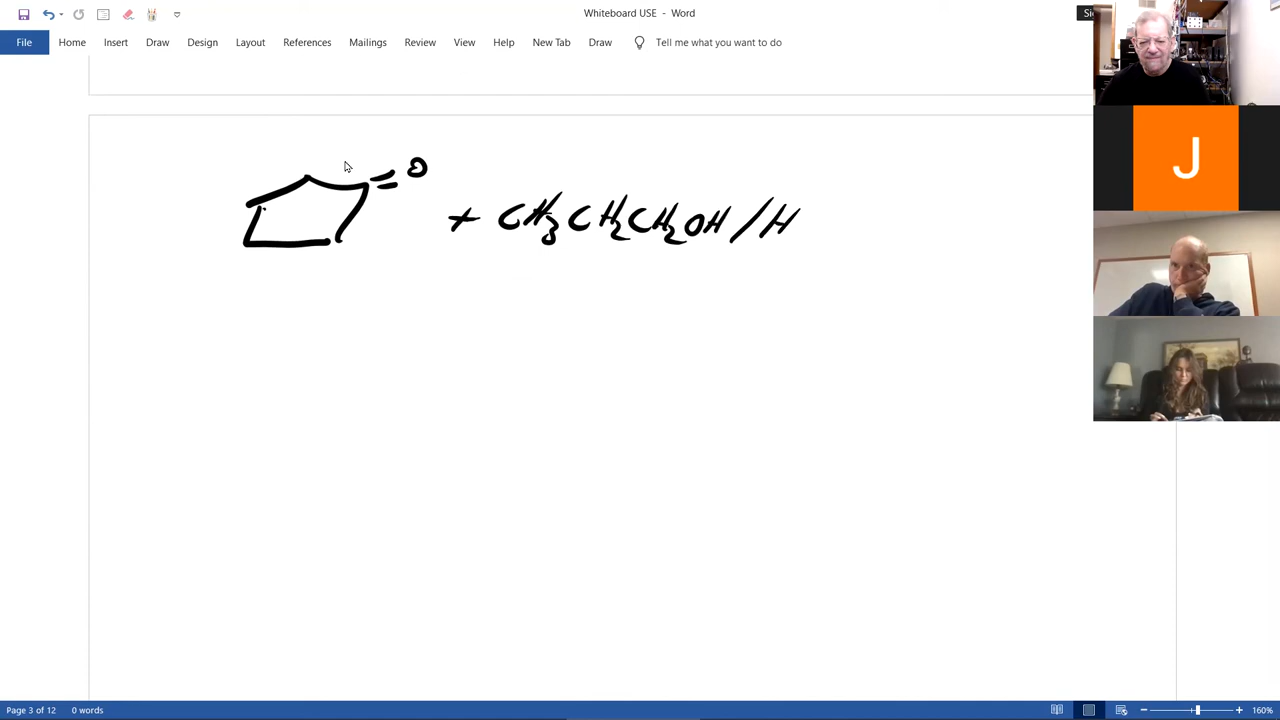 Whiteboard USE - Word
Si
File Home Insert Draw Design Layout References Mailings Review View Help New Tab Draw Tell me what you want to do
=O + CH3CH2CH2OH/H
J
Page 3 of 12 0 words 160%